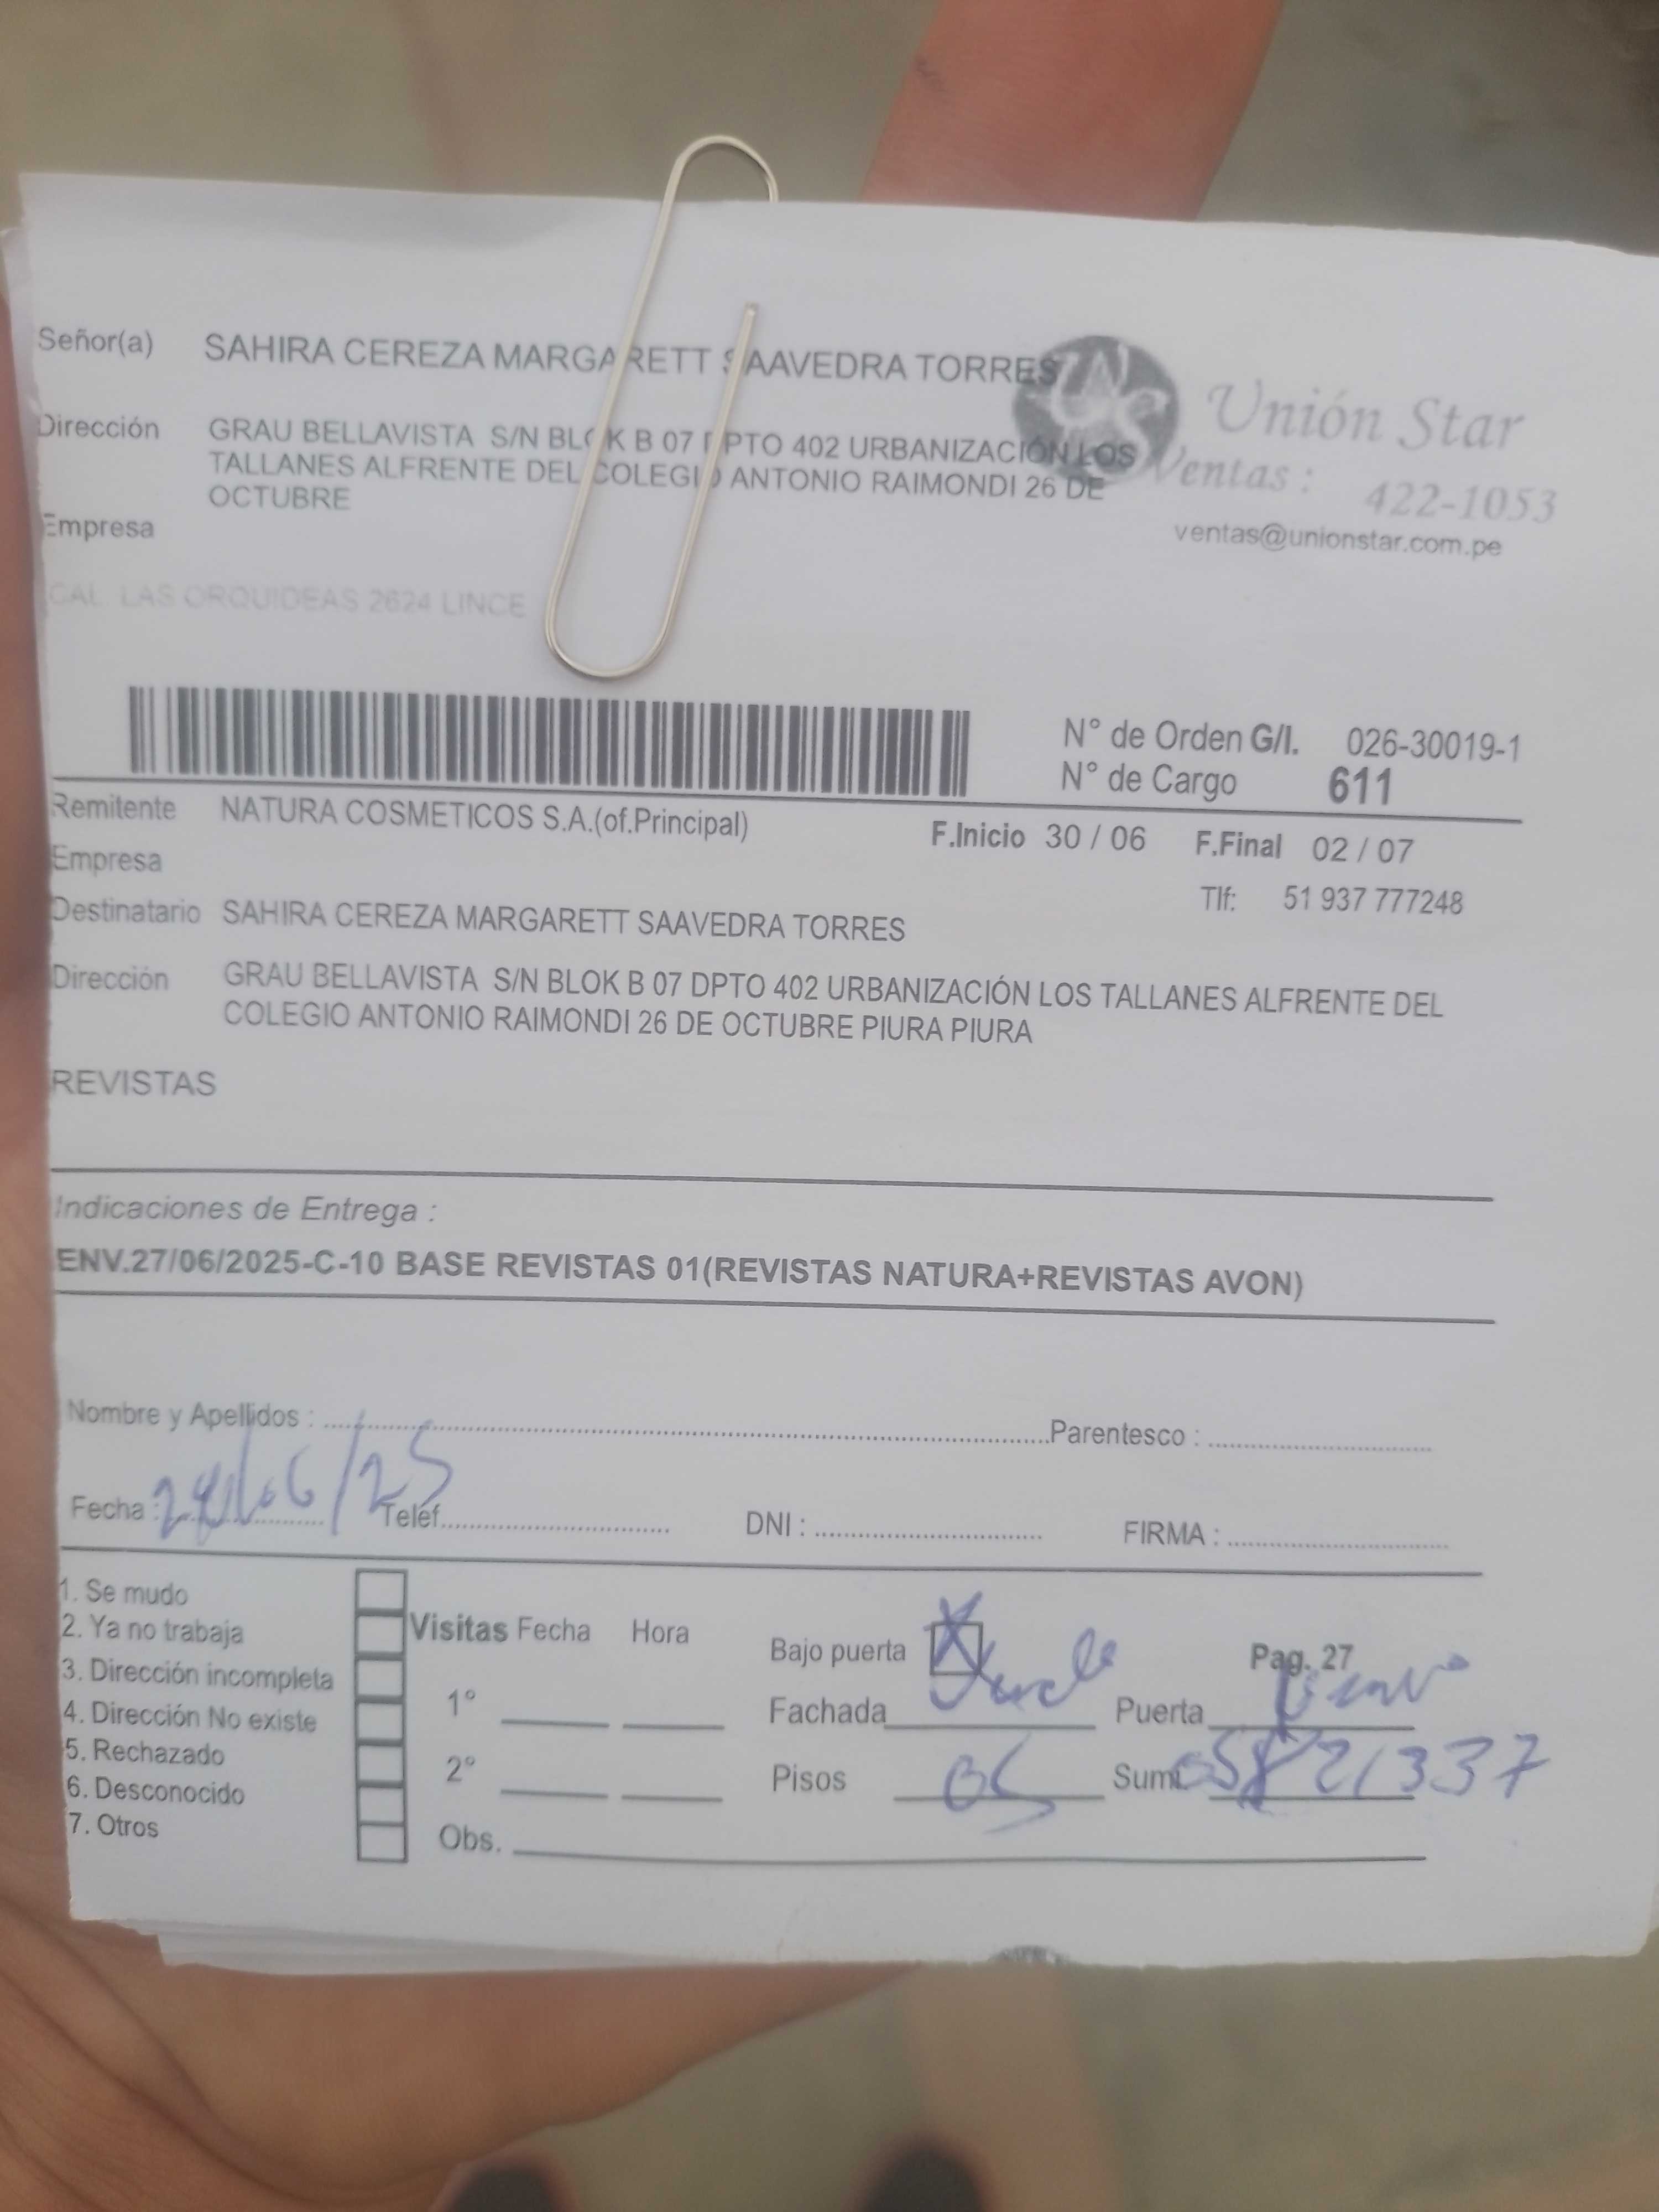 Señor(a) SAHIRA CEREZA MARGARETT SAAVEDRA TORRES
Unión Star
Dirección GRAU BELLAVISTA S/N BLOK B 07 DPTO 402 URBANIZACIÓN LOS
TALLANES ALFRENTE DEL COLEGIO ANTONIO RAIMONDI 26 DE
OCTUBRE
Ventas : 422-1053
ventas@unionstar.com.pe
Empresa
CAL. LAS ORQUIDEAS 2624 LINCE
N° de Orden G/I. 026-30019-1
N° de Cargo 611
Remitente NATURA COSMETICOS S.A.(of.Principal)
F.Inicio 30 / 06 F.Final 02 / 07
Empresa
Tlf: 51 937 777248
Destinatario SAHIRA CEREZA MARGARETT SAAVEDRA TORRES
Dirección GRAU BELLAVISTA S/N BLOK B 07 DPTO 402 URBANIZACIÓN LOS TALLANES ALFRENTE DEL
COLEGIO ANTONIO RAIMONDI 26 DE OCTUBRE PIURA PIURA
REVISTAS
Indicaciones de Entrega :
ENV.27/06/2025-C-10 BASE REVISTAS 01(REVISTAS NATURA+REVISTAS AVON)
Nombre y Apellidos : Parentesco :
Fecha : Teléf. DNI : FIRMA :
1. Se mudo
2. Ya no trabaja
3. Dirección incompleta
4. Dirección No existe
5. Rechazado
6. Desconocido
7. Otros
Visitas Fecha Hora
1°
2°
Obs.
Bajo puerta X Pag. 27
Fachada Puerta
Pisos Sumi